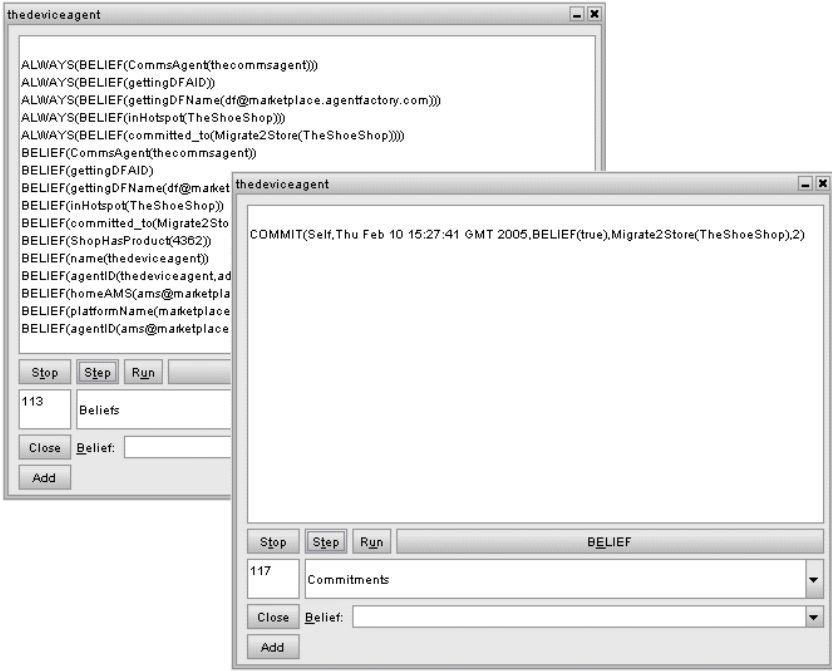 thedeviceagent
ALWAYS(BELIEF(CommsAgent(thecommsagent)))
ALWAYS(BELIEF(gettingDFAID))
ALWAYS(BELIEF(gettingDFName(df@marketplace.agentfactory.com)))
ALWAYS(BELIEF(inHotspot(TheShoeShop)))
ALWAYS(BELIEF(committed_to(Migrate2Store(TheShoeShop))))
BELIEF(CommsAgent(thecommsagent))
BELIEF(gettingDFAID)
BELIEF(gettingDFName(df@market
BELIEF(inHotspot(TheShoeShop))
BELIEF(committed_to(Migrate2Sto
BELIEF(ShopHasProduct(4362))
BELIEF(name(thedeviceagent))
BELIEF(agentID(thedeviceagent,ad
BELIEF(homeAMS(ams@marketpla
BELIEF(platformName(marketplace
BELIEF(agentID(ams@marketplace
Stop Step Run
113 Beliefs
Close Belief:
Add
thedeviceagent
COMMIT(Self,Thu Feb 10 15:27:41 GMT 2005,BELIEF(true),Migrate2Store(TheShoeShop),2)
Stop Step Run BELIEF
117 Commitments
Close Belief:
Add